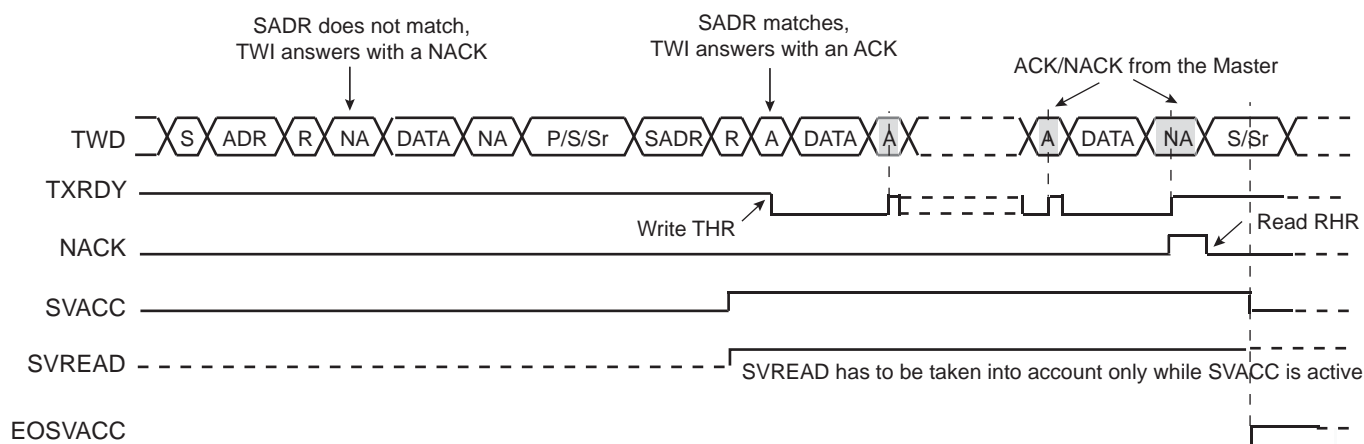 SADR does not match,
TWI answers with a NACK
SADR matches,
TWI answers with an ACK
ACK/NACK from the Master
TWD S ADR R NA DATA NA P/S/Sr SADR R A DATA A A DATA NA S/Sr
TXRDY
Write THR
Read RHR
NACK
SVACC
SVREAD
SVREAD has to be taken into account only while SVACC is active
EOSVACC